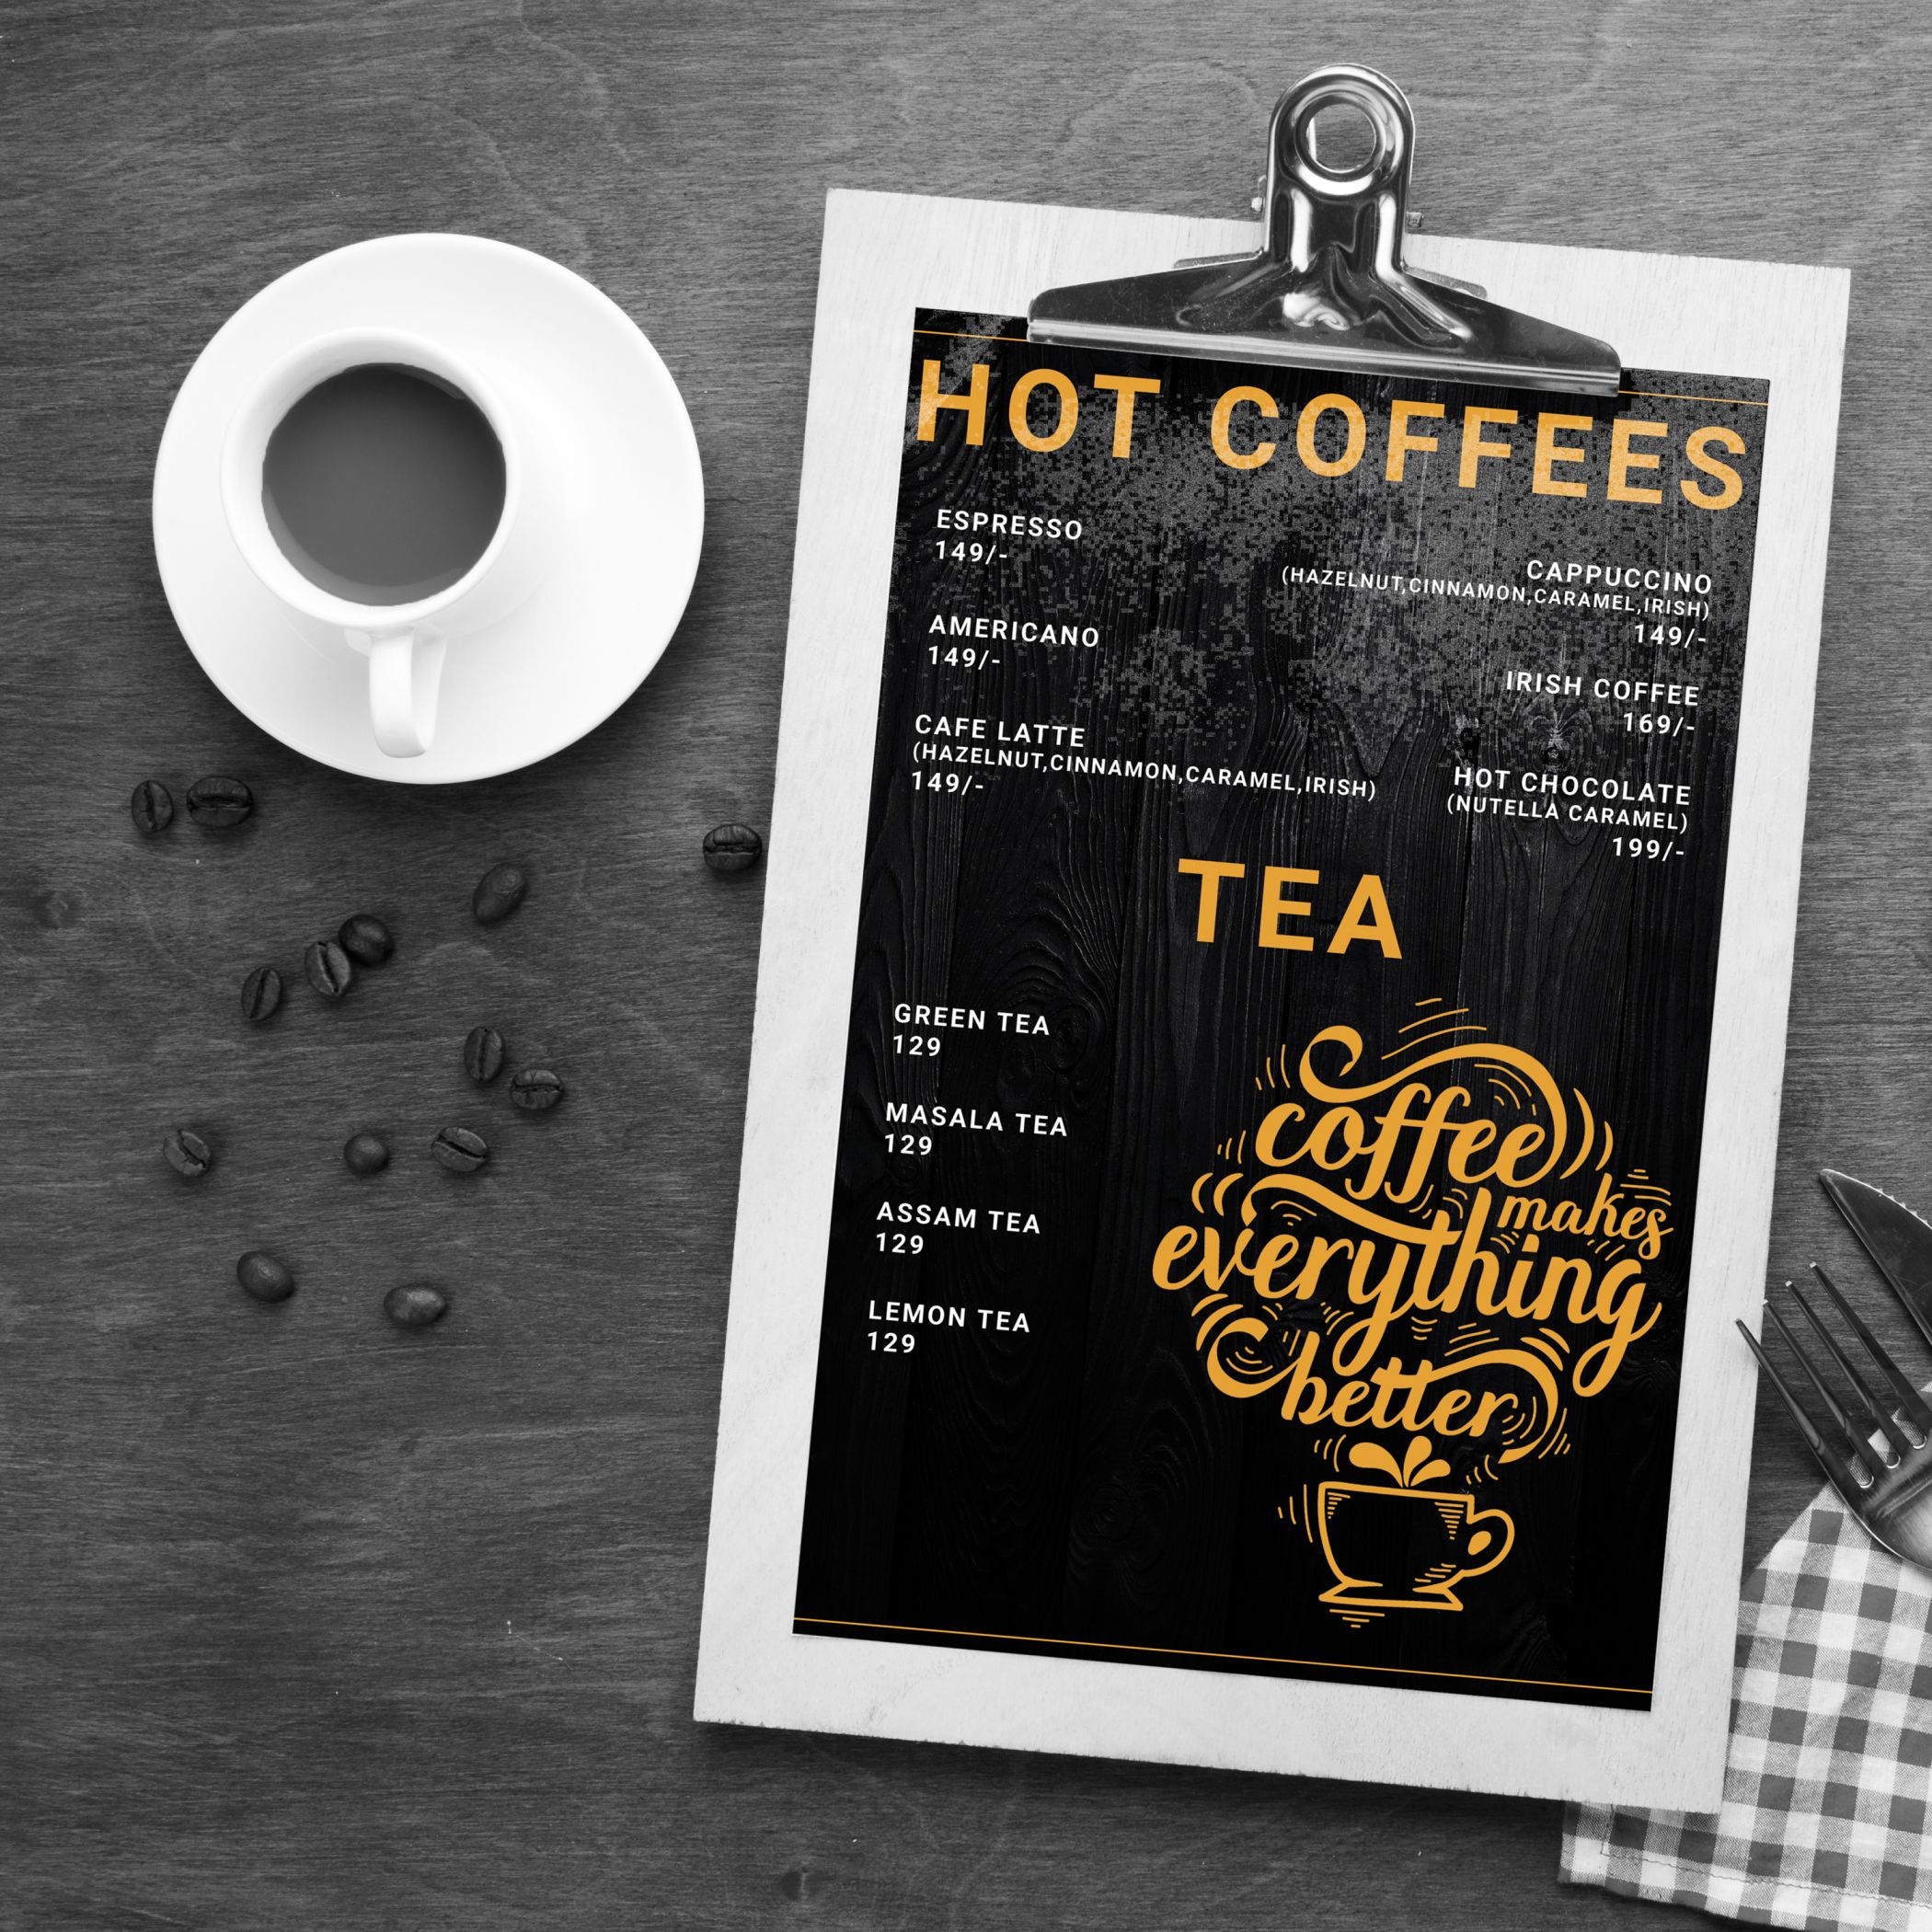 HOT COFFEES
ESPRESSO
149/-
AMERICANO
149/-
CAFE LATTE
(HAZELNUT,CINNAMON,CARAMEL,IRISH)
149/-
CAPPUCCINO
(HAZELNUT,CINNAMON,CARAMEL,IRISH)
149/-
IRISH COFFEE
169/-
HOT CHOCOLATE
(NUTELLA CARAMEL)
199/-
TEA
GREEN TEA
129
MASALA TEA
129
ASSAM TEA
129
LEMON TEA
129
coffee
makes
everything
better